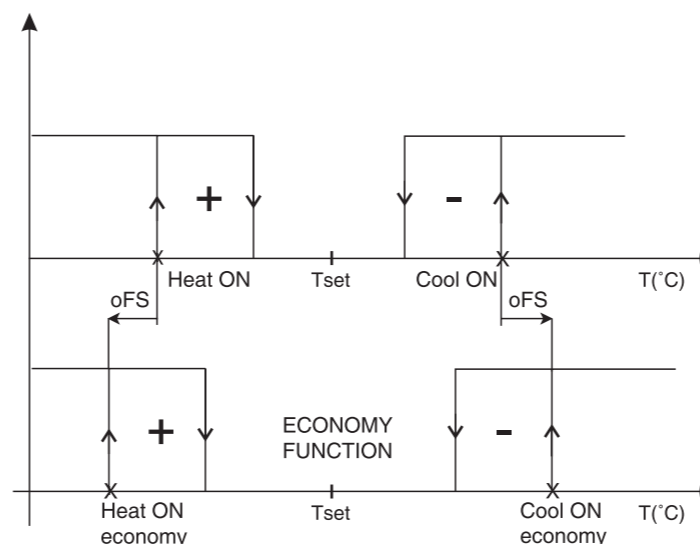 +
-
Heat ON
Tset
Cool ON
T(˚C)
oFS
oFS
+
ECONOMY
FUNCTION
-
Heat ON
economy
Tset
Cool ON
economy
T(˚C)